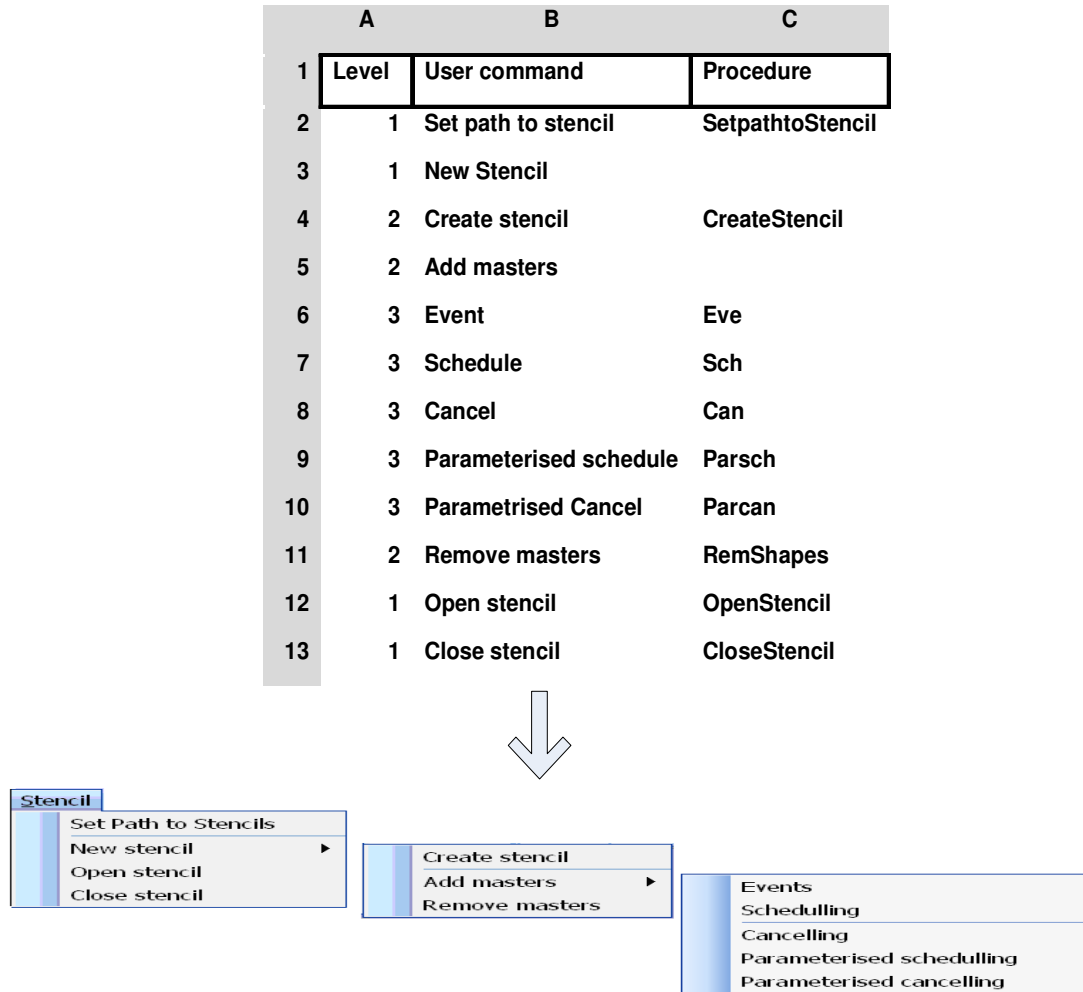 A B C
1 Level User command Procedure
2 1 Set path to stencil SetpathtoStencil
3 1 New Stencil
4 2 Create stencil CreateStencil
5 2 Add masters
6 3 Event Eve
7 3 Schedule Sch
8 3 Cancel Can
9 3 Parameterised schedule Parsch
10 3 Parametrised Cancel Parcan
11 2 Remove masters RemShapes
12 1 Open stencil OpenStencil
13 1 Close stencil CloseStencil
Stencil
Set Path to Stencils
New stencil
Open stencil
Close stencil
Create stencil
Add masters
Remove masters
Events
Schedulling
Cancelling
Parameterised schedulling
Parameterised cancelling